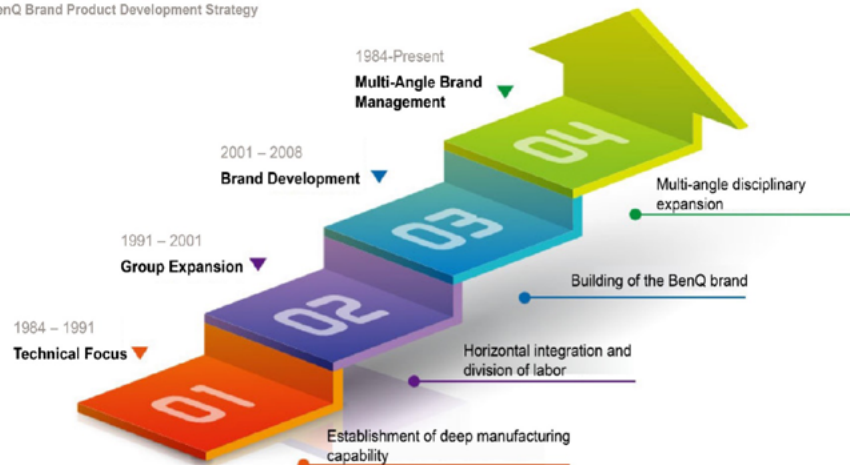 enQ Brand Product Development Strategy
1984-Present
Multi-Angle Brand
Management
04
2001 – 2008
Brand Development
Multi-angle disciplinary
expansion
03
1991 – 2001
Group Expansion
Building of the BenQ brand
02
1984 – 1991
Technical Focus
Horizontal integration and
division of labor
01
Establishment of deep manufacturing
capability